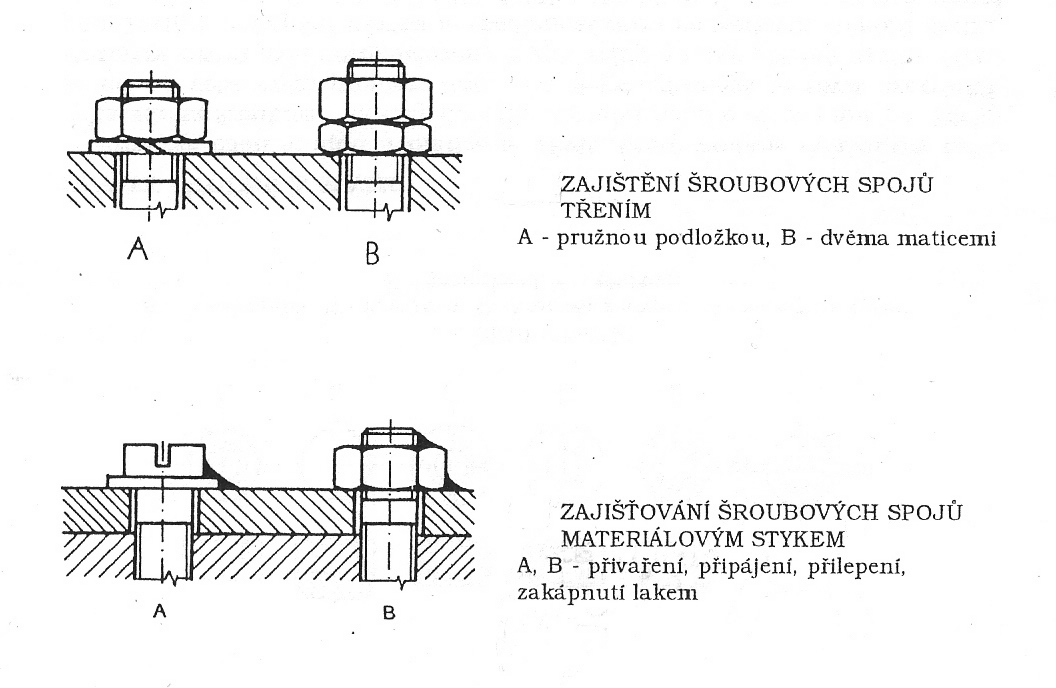 A
B
ZAJIŠTĚNÍ ŠROUBOVÝCH SPOJŮ
TŘENÍM
A - pružnou podložkou, B - dvěma maticemi
A
B
ZAJIŠŤOVÁNÍ ŠROUBOVÝCH SPOJŮ
MATERIÁLOVÝM STYKEM
A, B - přivaření, připájení, přilepení,
zakápnutí lakem